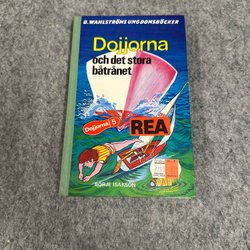 B. WAHLSTRÖMS UNGDOMSBÖCKER
Dojjorna
och det stora
båtrånet
Dojjorna 5
REA
BÖRJE ISAKSON